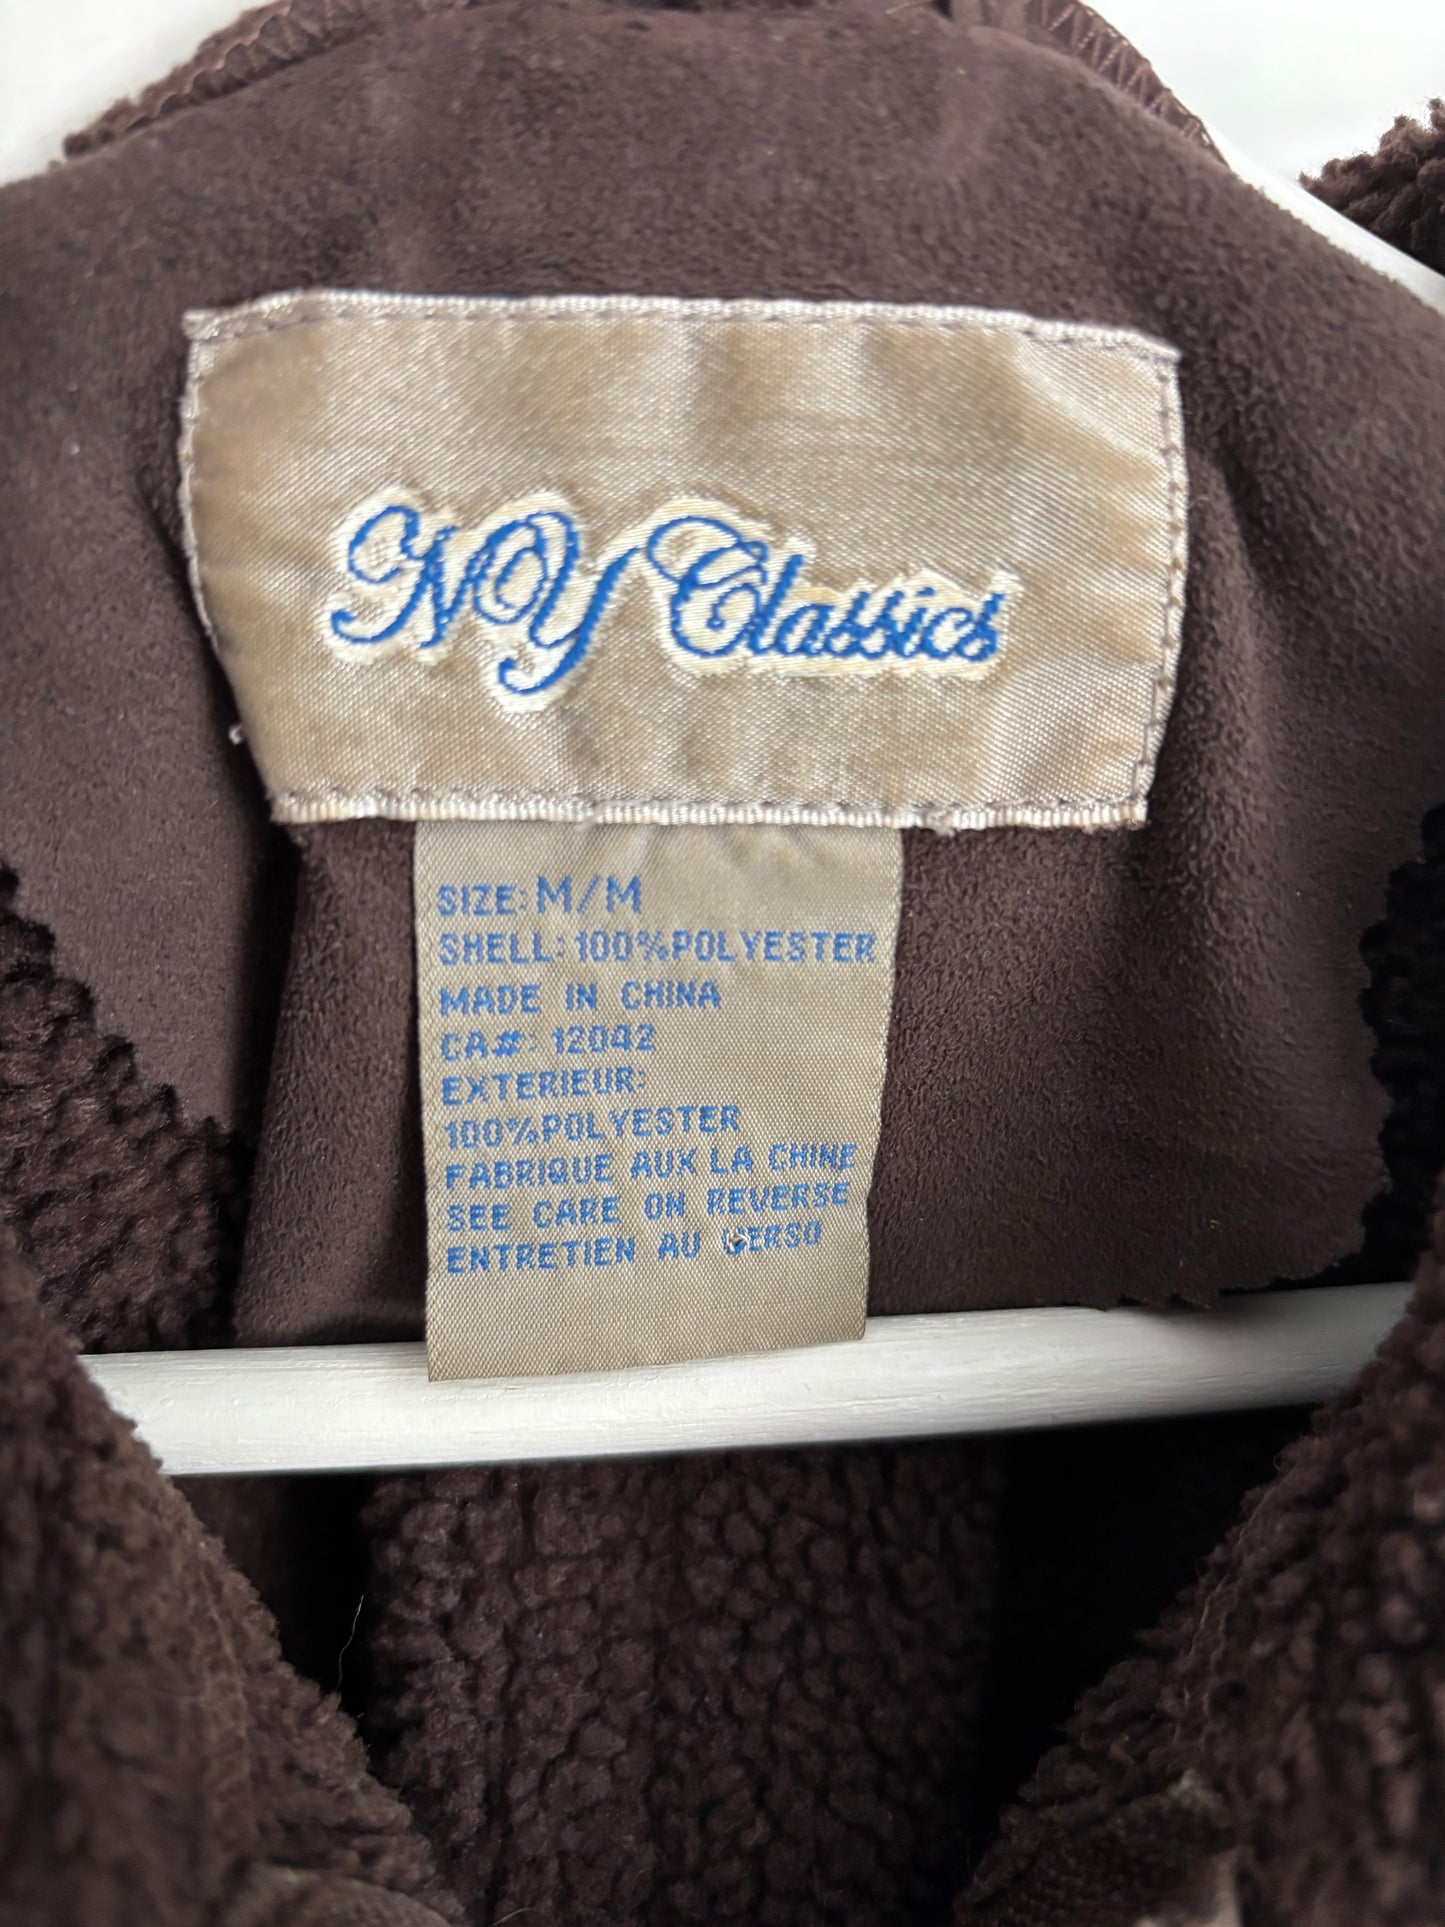 NY Classics
SIZE: M/M
SHELL: 100%POLYESTER
MADE IN CHINA
CA#: 12042
EXTERIEUR:
100%POLYESTER
FABRIQUE AUX LA CHINE
SEE CARE ON REVERSE
ENTRETIEN AU VERSO